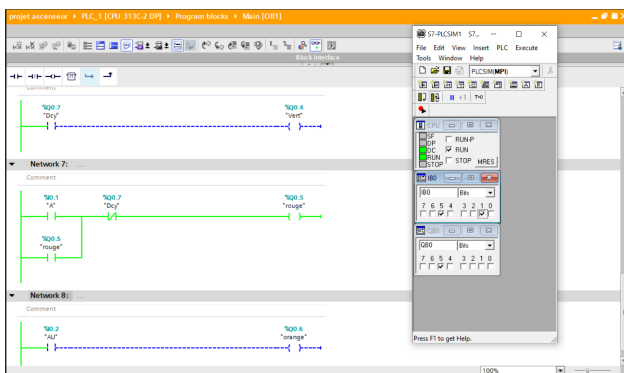 projet ascenseur ▸ PLC_1 [CPU 313C-2 DP] ▸ Program blocks ▸ Main [OB1]
Block interface
Comment
%Q0.7
"Dcy"
%Q0.4
"Vert"
Network 7: ....
Comment
%I0.1
"A"
%Q0.7
"Dcy"
%Q0.5
"rouge"
%Q0.5
"rouge"
Network 8: ....
Comment
%I0.2
"AU"
%Q0.6
"orange"
100%
S7-PLCSIM1 S7...
File Edit View Insert PLC Execute
Tools Window Help
PLCSIM(MPI)
+1 T=0
CPU
SF
DP
DC
RUN
STOP
RUN-P
RUN
STOP
MRES
IB0
IB0 Bits
7 6 5 4 3 2 1 0
QB0
QB0 Bits
7 6 5 4 3 2 1 0
Press F1 to get Help.